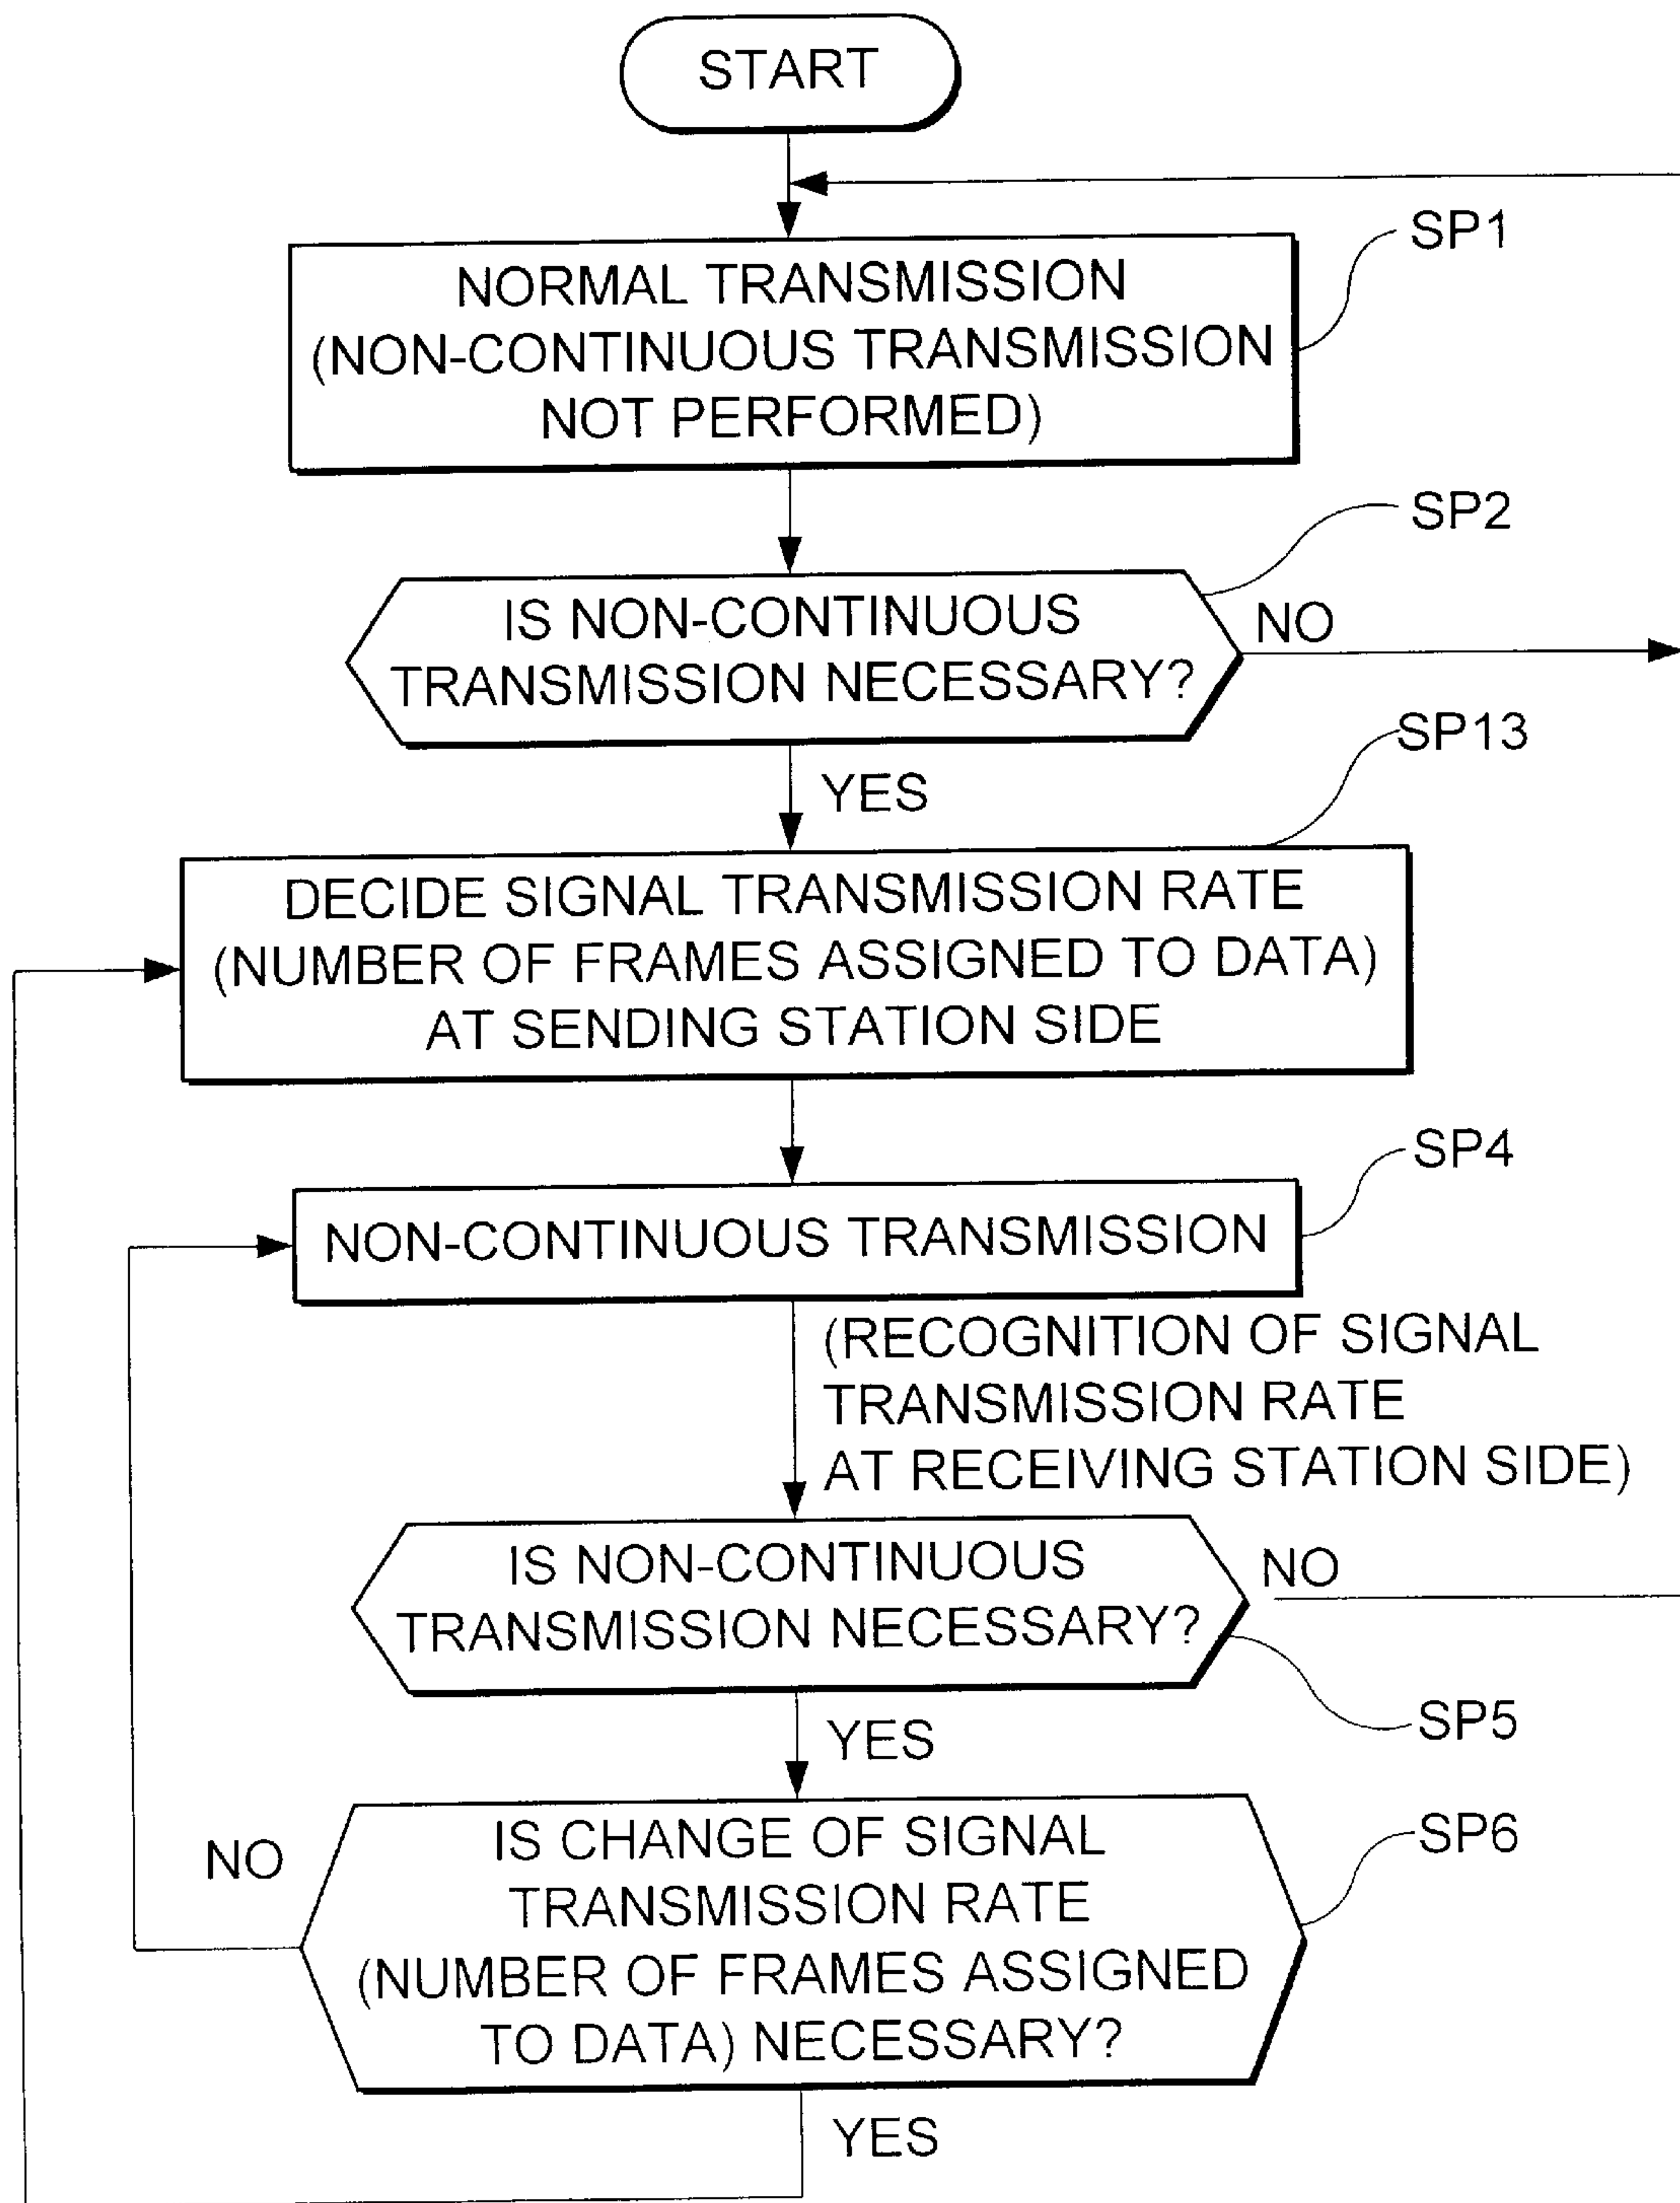 START
SP1
NORMAL TRANSMISSION
(NON-CONTINUOUS TRANSMISSION
NOT PERFORMED)
SP2
IS NON-CONTINUOUS
TRANSMISSION NECESSARY?
NO
SP13
YES
DECIDE SIGNAL TRANSMISSION RATE
(NUMBER OF FRAMES ASSIGNED TO DATA)
AT SENDING STATION SIDE
SP4
NON-CONTINUOUS TRANSMISSION
(RECOGNITION OF SIGNAL
TRANSMISSION RATE
AT RECEIVING STATION SIDE)
IS NON-CONTINUOUS
TRANSMISSION NECESSARY?
NO
SP5
YES
SP6
NO
IS CHANGE OF SIGNAL
TRANSMISSION RATE
(NUMBER OF FRAMES ASSIGNED
TO DATA) NECESSARY?
YES